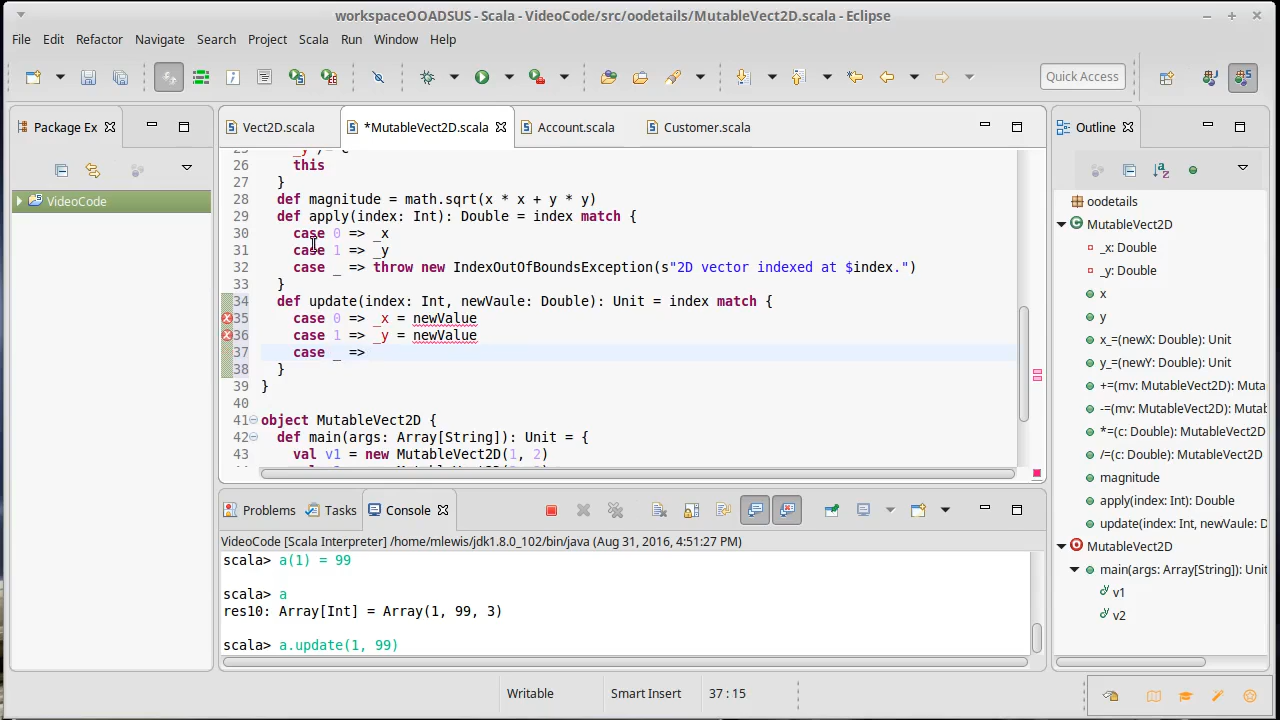 workspaceOOADSUS - Scala - VideoCode/src/oodetails/MutableVect2D.scala - Eclipse
File Edit Refactor Navigate Search Project Scala Run Window Help
Quick Access
Package Ex
VideoCode
Vect2D.scala *MutableVect2D.scala Account.scala Customer.scala
26 this
27 }
28 def magnitude = math.sqrt(x * x + y * y)
29 def apply(index: Int): Double = index match {
30 case 0 => _x
31 case 1 => _y
32 case _ => throw new IndexOutOfBoundsException(s"2D vector indexed at $index.")
33 }
34 def update(index: Int, newVaule: Double): Unit = index match {
35 case 0 => _x = newValue
36 case 1 => _y = newValue
37 case _ =>
38 }
39 }
40
41 object MutableVect2D {
42 def main(args: Array[String]): Unit = {
43 val v1 = new MutableVect2D(1, 2)
Problems Tasks Console
VideoCode [Scala Interpreter] /home/mlewis/jdk1.8.0_102/bin/java (Aug 31, 2016, 4:51:27 PM)
scala> a(1) = 99
scala> a
res10: Array[Int] = Array(1, 99, 3)
scala> a.update(1, 99)
Outline
oodetails
MutableVect2D
_x: Double
_y: Double
x
y
x_=(newX: Double): Unit
y_=(newY: Double): Unit
+=(mv: MutableVect2D): Muta
-=(mv: MutableVect2D): Mutab
*=(c: Double): MutableVect2D
/=(c: Double): MutableVect2D
magnitude
apply(index: Int): Double
update(index: Int, newVaule: D
MutableVect2D
main(args: Array[String]): Unit
v1
v2
Writable Smart Insert 37 : 15